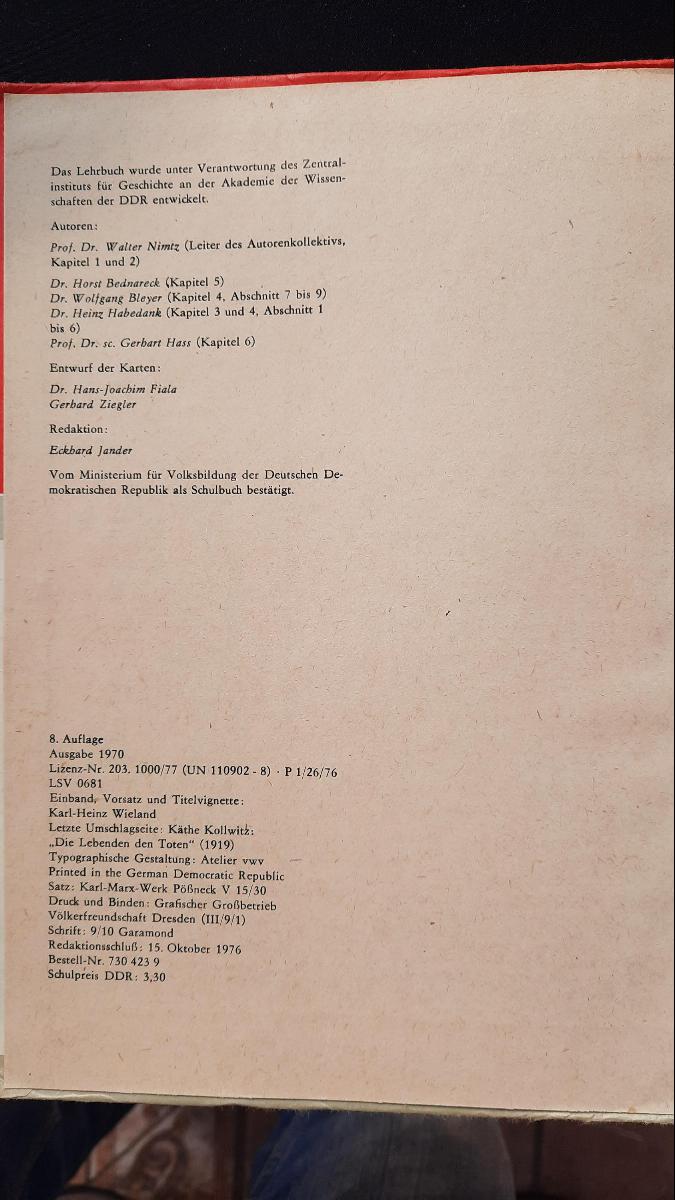 Das Lehrbuch wurde unter Verantwortung des Zentral-
instituts für Geschichte an der Akademie der Wissen-
schaften der DDR entwickelt.
Autoren:
Prof. Dr. Walter Nimtz (Leiter des Autorenkollektivs,
Kapitel 1 und 2)
Dr. Horst Bednareck (Kapitel 5)
Dr. Wolfgang Bleyer (Kapitel 4, Abschnitt 7 bis 9)
Dr. Heinz Habedank (Kapitel 3 und 4, Abschnitt 1
bis 6)
Prof. Dr. sc. Gerhart Hass (Kapitel 6)
Entwurf der Karten:
Dr. Hans-Joachim Fiala
Gerhard Ziegler
Redaktion:
Eckhard Jander
Vom Ministerium für Volksbildung der Deutschen De-
mokratischen Republik als Schulbuch bestätigt.
8. Auflage
Ausgabe 1970
Lizenz-Nr. 203. 1000/77 (UN 110902 - 8) · P 1/26/76
LSV 0681
Einband, Vorsatz und Titelvignette:
Karl-Heinz Wieland
Letzte Umschlagseite: Käthe Kollwitz:
„Die Lebenden den Toten“ (1919)
Typographische Gestaltung: Atelier vwv
Printed in the German Democratic Republic
Satz: Karl-Marx-Werk Pößneck V 15/30
Druck und Binden: Grafischer Großbetrieb
Völkerfreundschaft Dresden (III/9/1)
Schrift: 9/10 Garamond
Redaktionsschluß: 15. Oktober 1976
Bestell-Nr. 730 423 9
Schulpreis DDR: 3,30